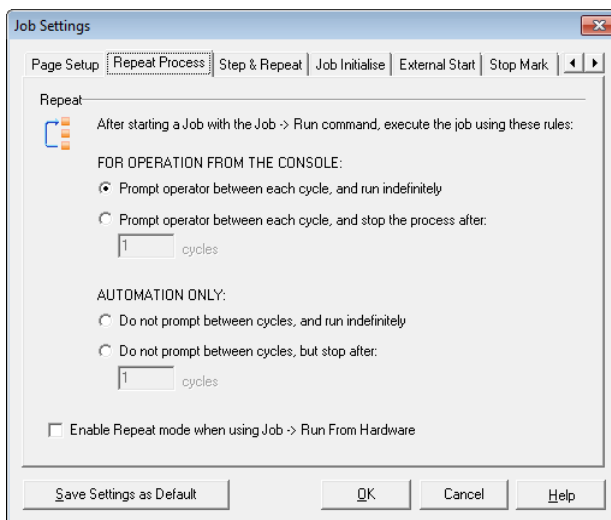 Job Settings
Page Setup
Repeat Process
Step & Repeat
Job Initialise
External Start
Stop Mark
Repeat
After starting a Job with the Job -> Run command, execute the job using these rules:
FOR OPERATION FROM THE CONSOLE:
Prompt operator between each cycle, and run indefinitely
Prompt operator between each cycle, and stop the process after:
1 cycles
AUTOMATION ONLY:
Do not prompt between cycles, and run indefinitely
Do not prompt between cycles, but stop after:
1 cycles
Enable Repeat mode when using Job -> Run From Hardware
Save Settings as Default
OK
Cancel
Help